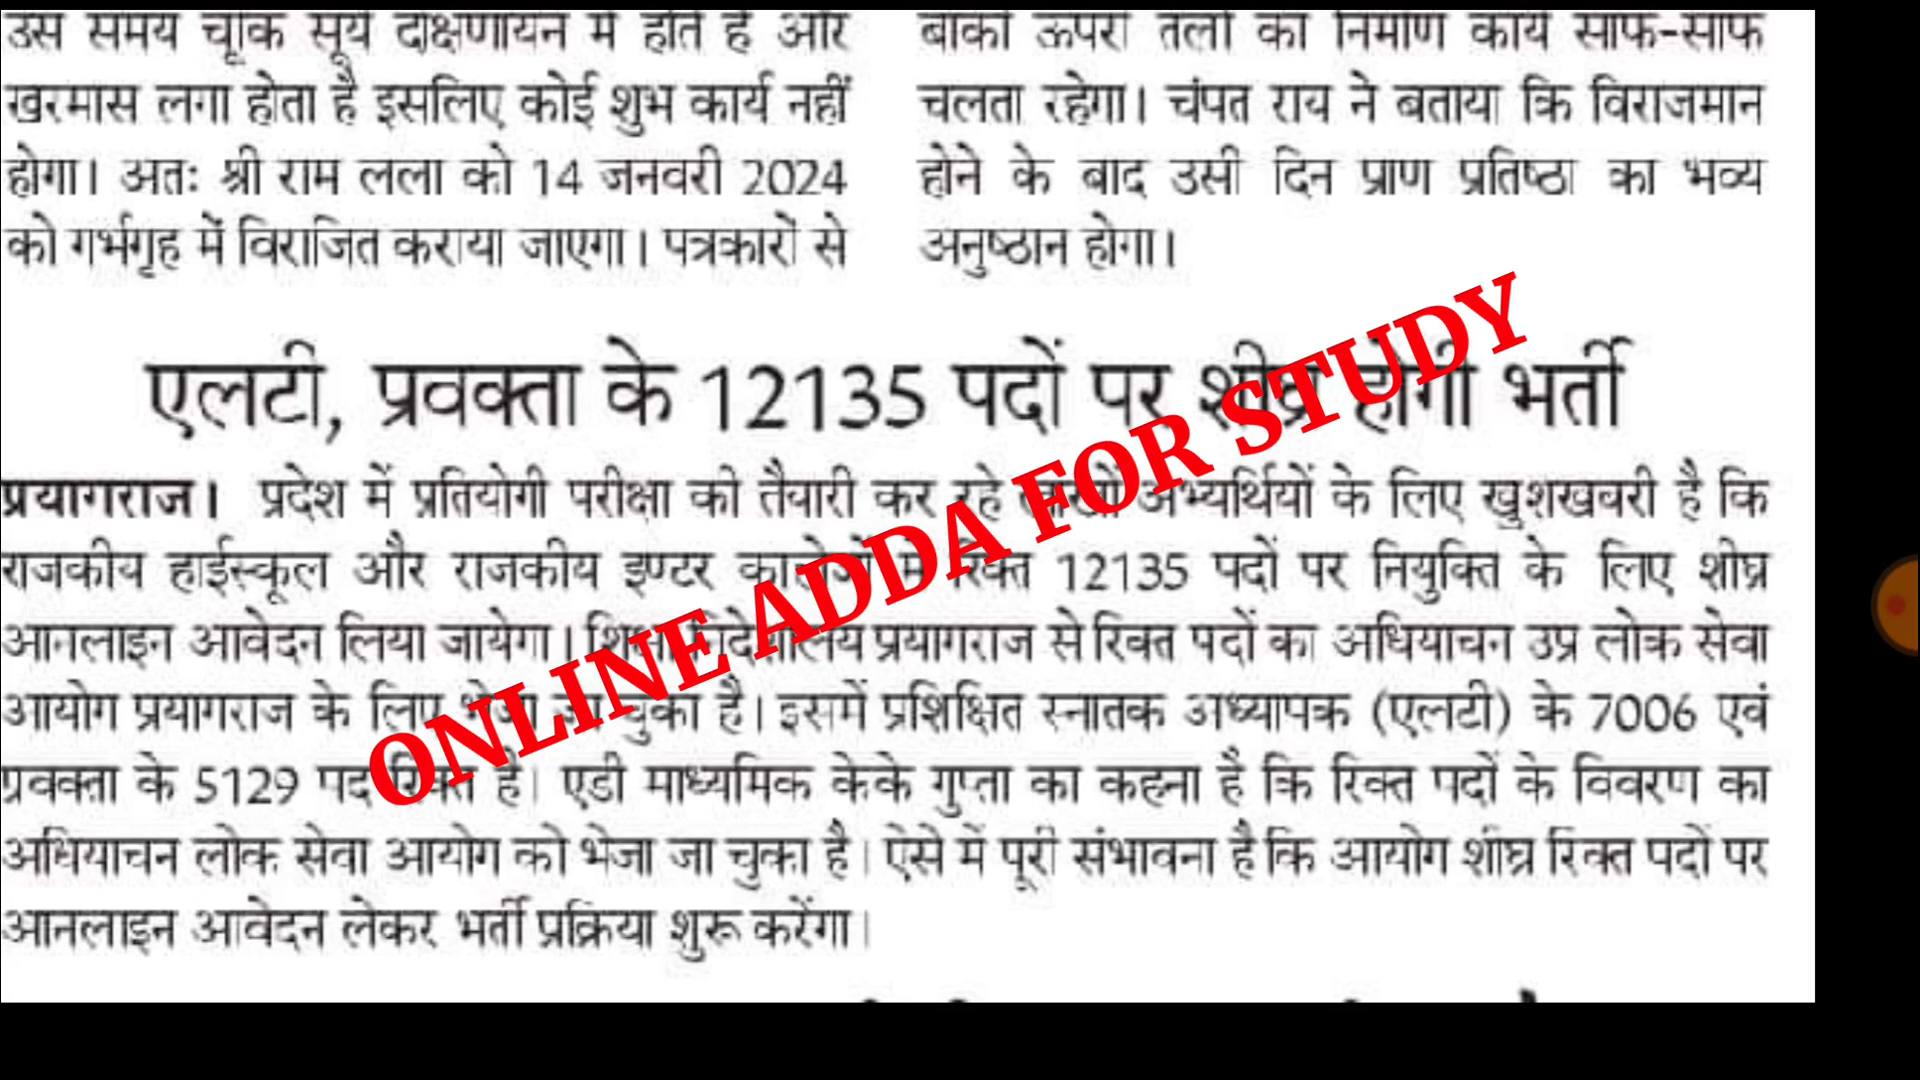 उस समय चूंकि सूर्य दक्षिणायन में होते हैं और
खरमास लगा होता है इसलिए कोई शुभ कार्य नहीं
होगा। अतः श्री राम लला को 14 जनवरी 2024
को गर्भगृह में विराजित कराया जाएगा। पत्रकारों से
बाकी ऊपरी तलों का निर्माण कार्य साफ-साफ
चलता रहेगा। चंपत राय ने बताया कि विराजमान
होने के बाद उसी दिन प्राण प्रतिष्ठा का भव्य
अनुष्ठान होगा।
एलटी, प्रवक्ता के 12135 पदों पर शीघ्र होगी भर्ती
प्रयागराज। प्रदेश में प्रतियोगी परीक्षा की तैयारी कर रहे लाखों अभ्यर्थियों के लिए खुशखबरी है कि
राजकीय हाईस्कूल और राजकीय इण्टर कालेजों में रिक्त 12135 पदों पर नियुक्ति के लिए शीघ्र
आनलाइन आवेदन लिया जायेगा। शिक्षा निदेशालय प्रयागराज से रिक्त पदों का अधियाचन उप्र लोक सेवा
आयोग प्रयागराज के लिए भेजा जा चुका है। इसमें प्रशिक्षित स्नातक अध्यापक (एलटी) के 7006 एवं
प्रवक्ता के 5129 पद रिक्त हैं। एडी माध्यमिक केके गुप्ता का कहना है कि रिक्त पदों के विवरण का
अधियाचन लोक सेवा आयोग को भेजा जा चुका है। ऐसे में पूरी संभावना है कि आयोग शीघ्र रिक्त पदों पर
आनलाइन आवेदन लेकर भर्ती प्रक्रिया शुरू करेंगा।
ONLINE ADDA FOR STUDY